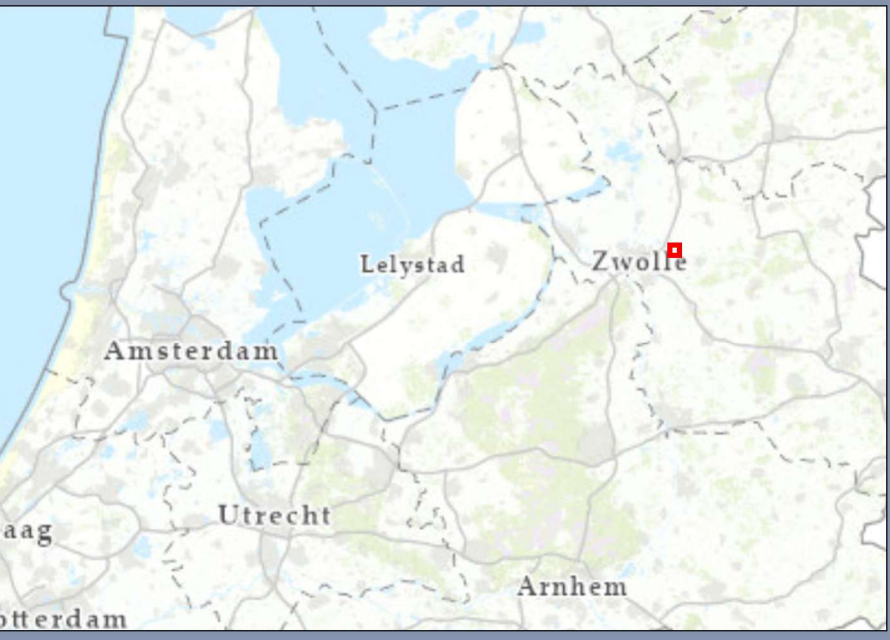 Lelystad
Zwolle
Amsterdam
Utrecht
aag
Arnhem
otterdam